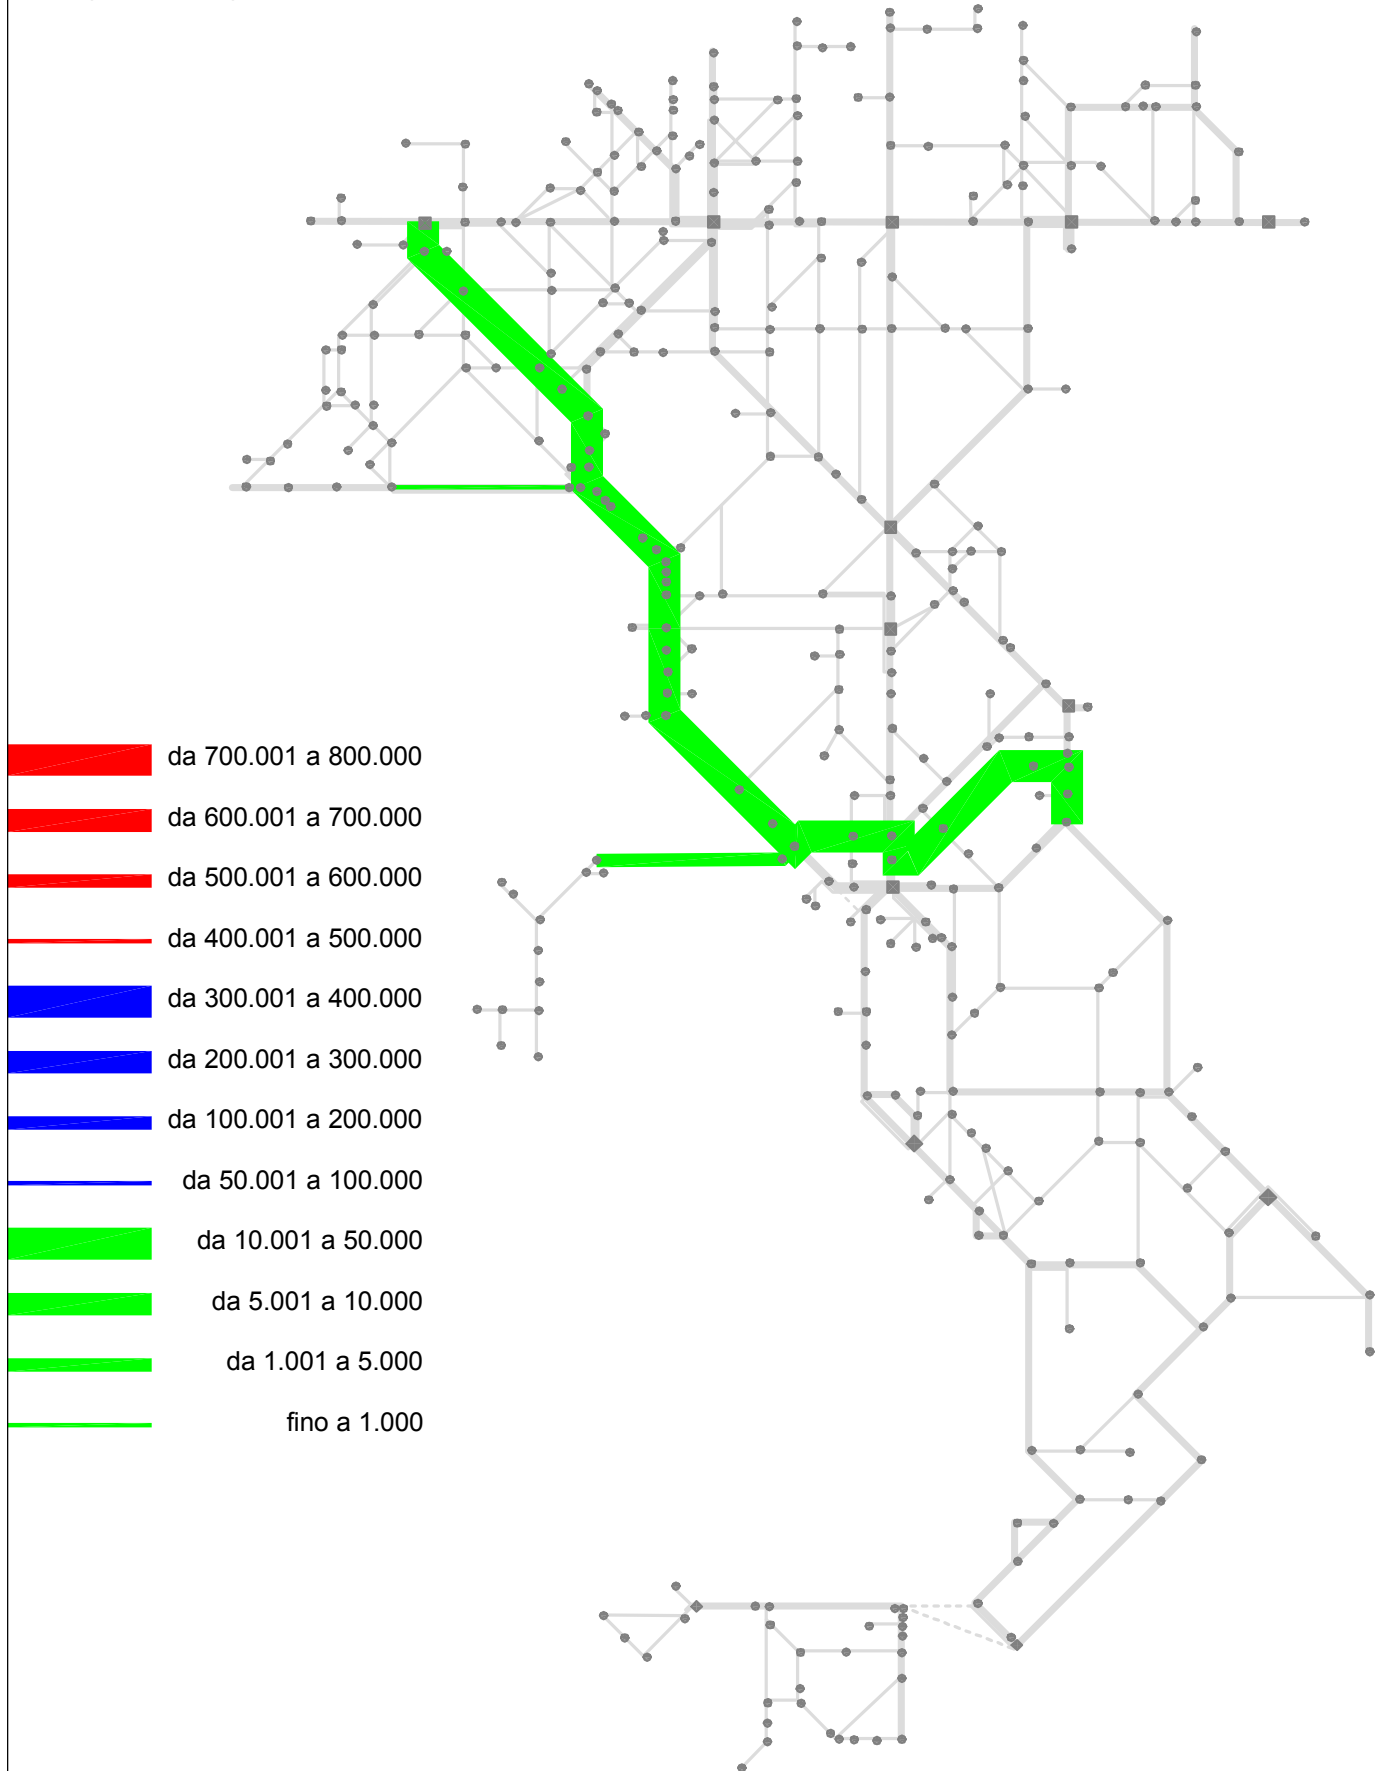 da 700.001 a 800.000
da 600.001 a 700.000
da 500.001 a 600.000
da 400.001 a 500.000
da 300.001 a 400.000
da 200.001 a 300.000
da 100.001 a 200.000
da 50.001 a 100.000
da 10.001 a 50.000
da 5.001 a 10.000
da 1.001 a 5.000
fino a 1.000